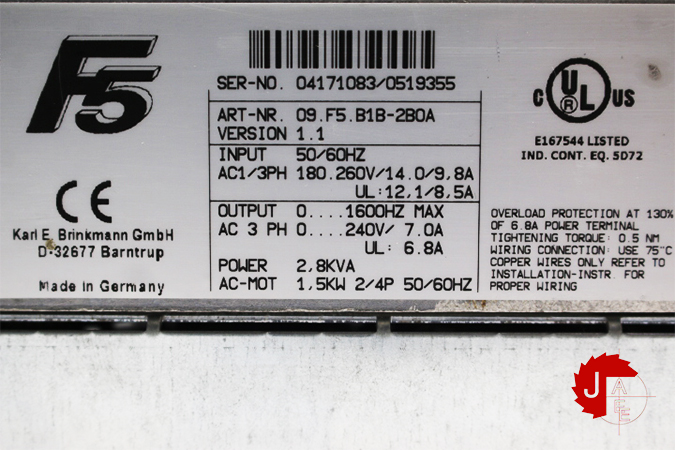 F5
SER-NO. 04171083/0519355
ART-NR. 09.F5.B1B-2B0A
VERSION 1.1
INPUT 50/60HZ
AC1/3PH 180.260V/14.0/9,8A
UL:12,1/8,5A
OUTPUT 0....1600HZ MAX
AC 3 PH 0....240V/ 7.0A
UL: 6.8A
POWER 2,8KVA
AC-MOT 1,5KW 2/4P 50/60HZ
CE
Karl E. Brinkmann GmbH
D-32677 Barntrup
Made in Germany
C UL US
®
E167544 LISTED
IND. CONT. EQ. 5D72
OVERLOAD PROTECTION AT 130%
OF 6.8A POWER TERMINAL
TIGHTENING TORQUE: 0.5 NM
WIRING CONNECTION: USE 75°C
COPPER WIRES ONLY REFER TO
INSTALLATION-INSTR. FOR
PROPER WIRING
J A
E E